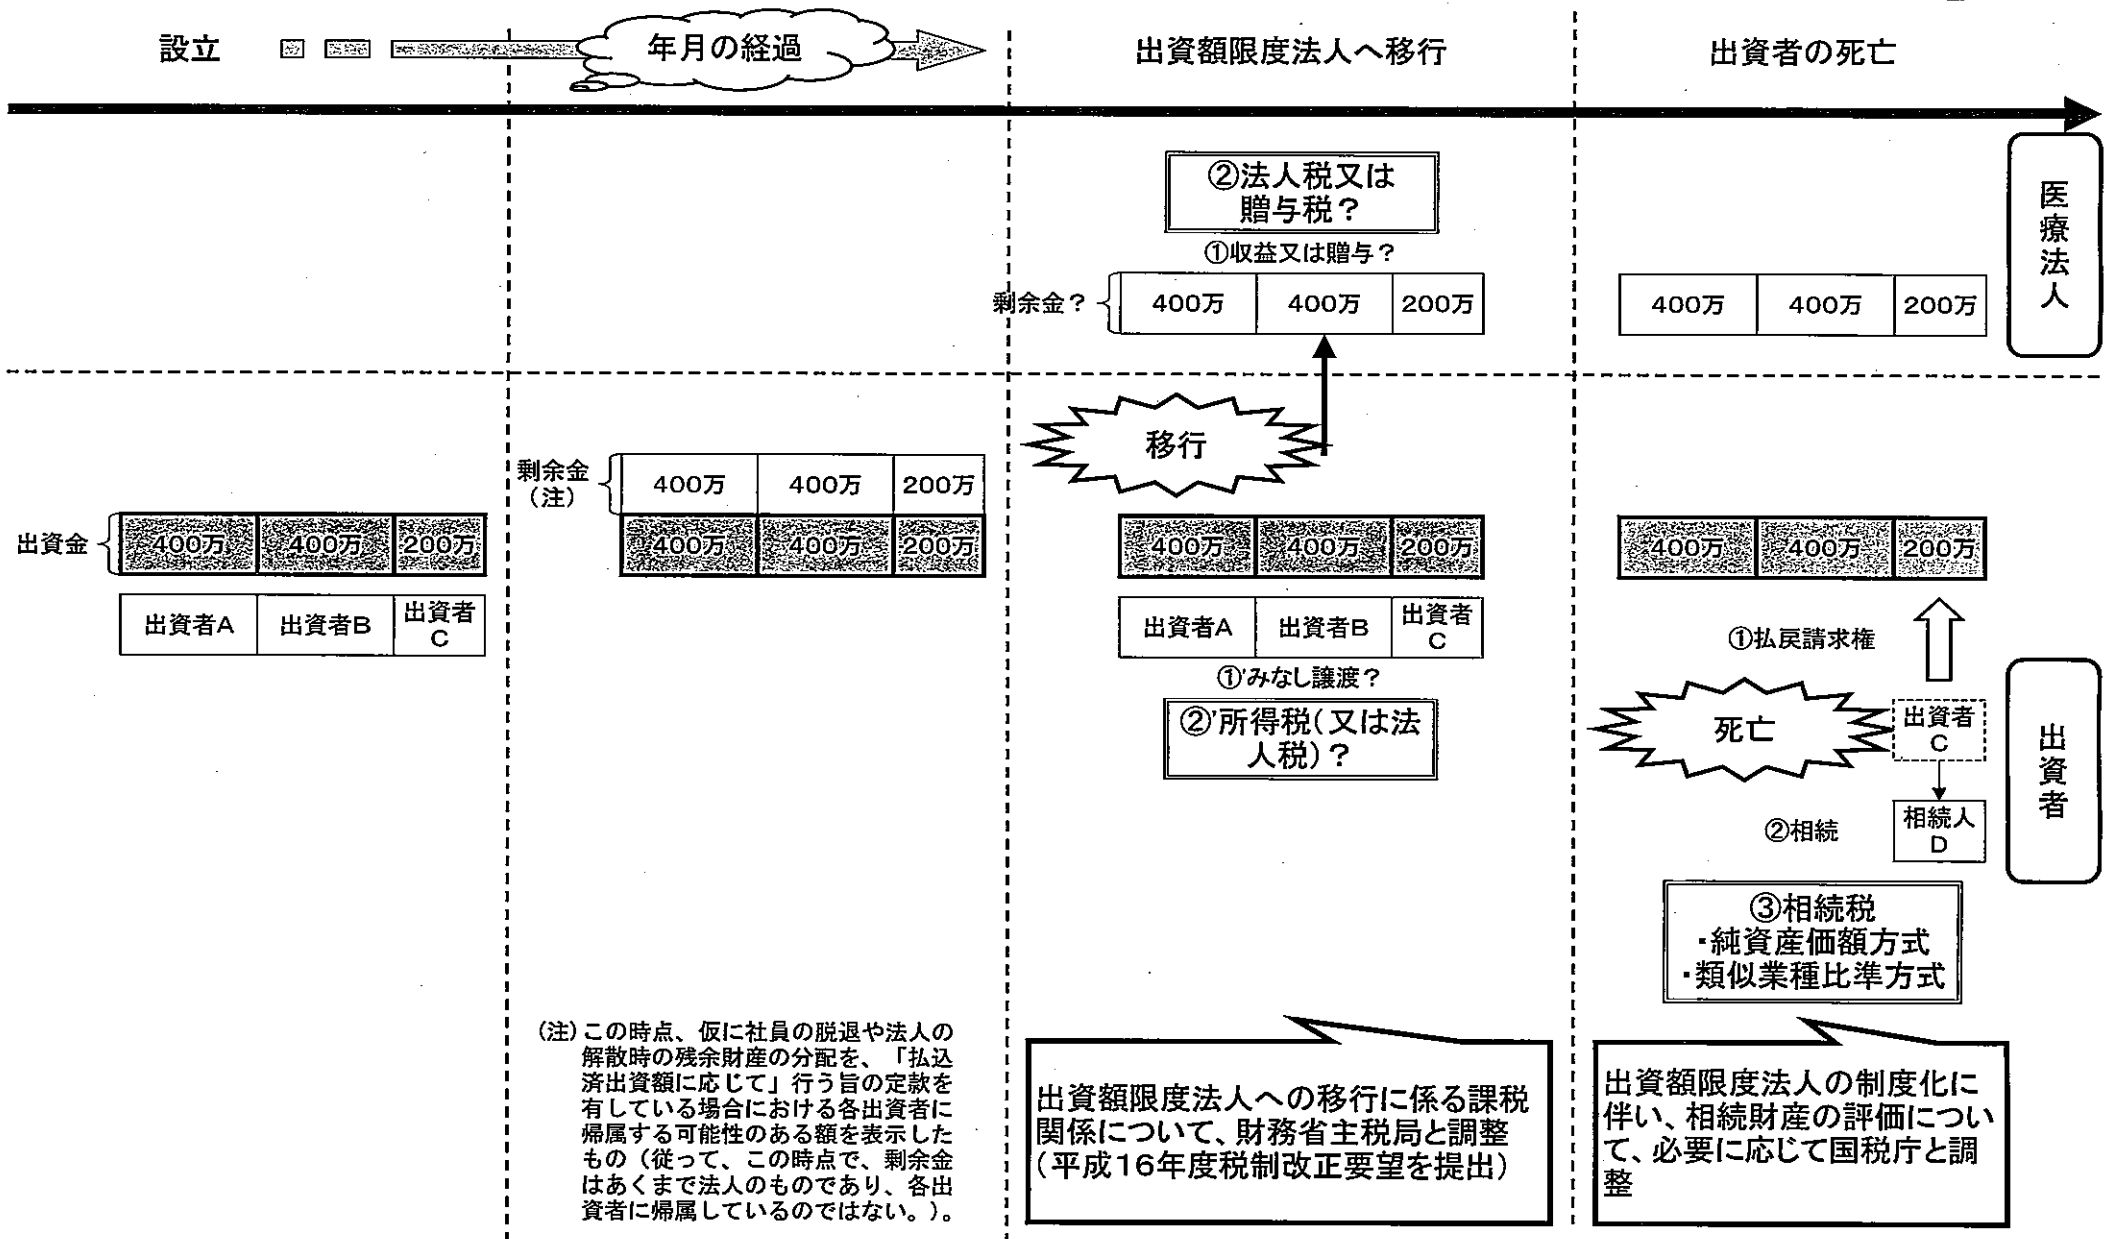 設立
年月の経過
出資額限度法人へ移行
出資者の死亡
医療法人
②法人税又は
贈与税？
①収益又は贈与？
剰余金？
400万
400万
200万
400万
400万
200万
移行
剰余金
（注）
400万
400万
200万
出資金
400万
400万
200万
400万
400万
200万
400万
400万
200万
400万
400万
200万
出資者A
出資者B
出資者
C
出資者A
出資者B
出資者
C
①'みなし譲渡？
②'所得税（又は法
人税）？
①払戻請求権
死亡
出資者
C
②相続
相続人
D
出資者
③相続税
・純資産価額方式
・類似業種比準方式
（注）この時点、仮に社員の脱退や法人の
解散時の残余財産の分配を、「払込
済出資額に応じて」行う旨の定款を
有している場合における各出資者に
帰属する可能性のある額を表示した
もの（従って、この時点で、剰余金
はあくまで法人のものであり、各出
資者に帰属しているのではない。）。
出資額限度法人への移行に係る課税
関係について、財務省主税局と調整
（平成16年度税制改正要望を提出）
出資額限度法人の制度化に
伴い、相続財産の評価につい
て、必要に応じて国税庁と調
整